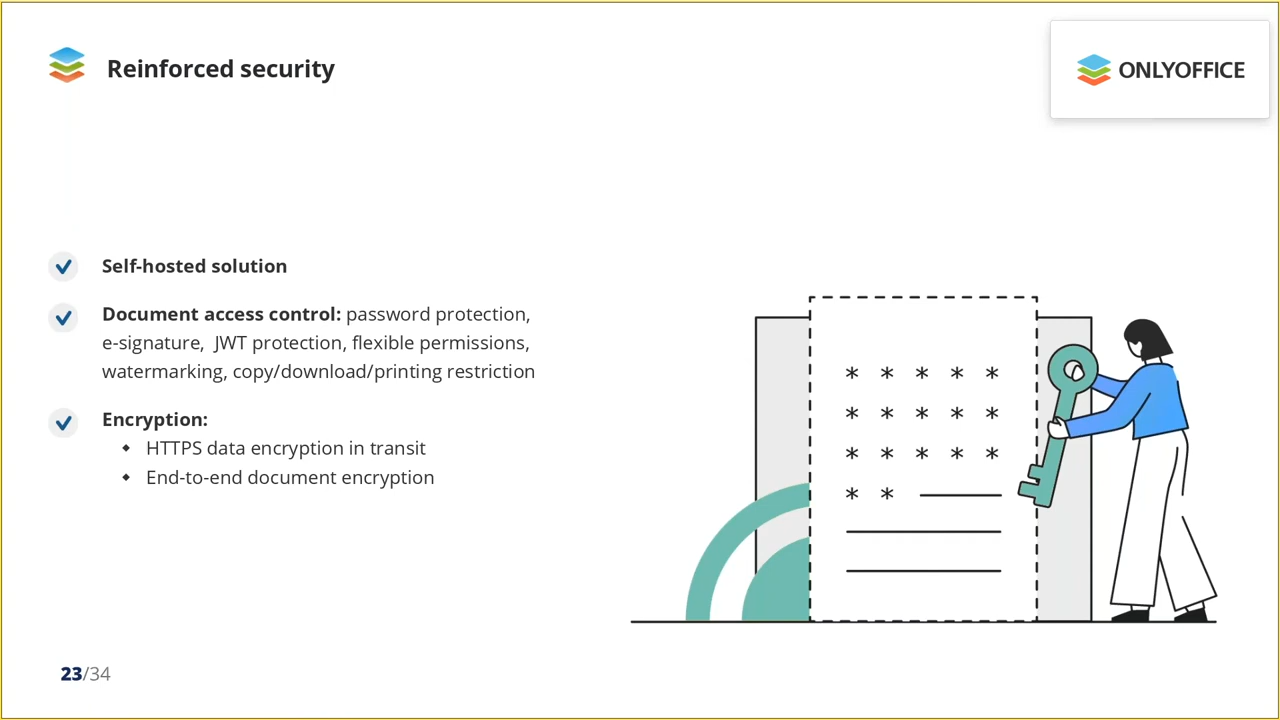 Reinforced security
ONLYOFFICE
Self-hosted solution
Document access control: password protection,
e-signature, JWT protection, flexible permissions,
watermarking, copy/download/printing restriction
Encryption:
HTTPS data encryption in transit
End-to-end document encryption
* * * * *
* * * * *
* * * * *
* *
23/34